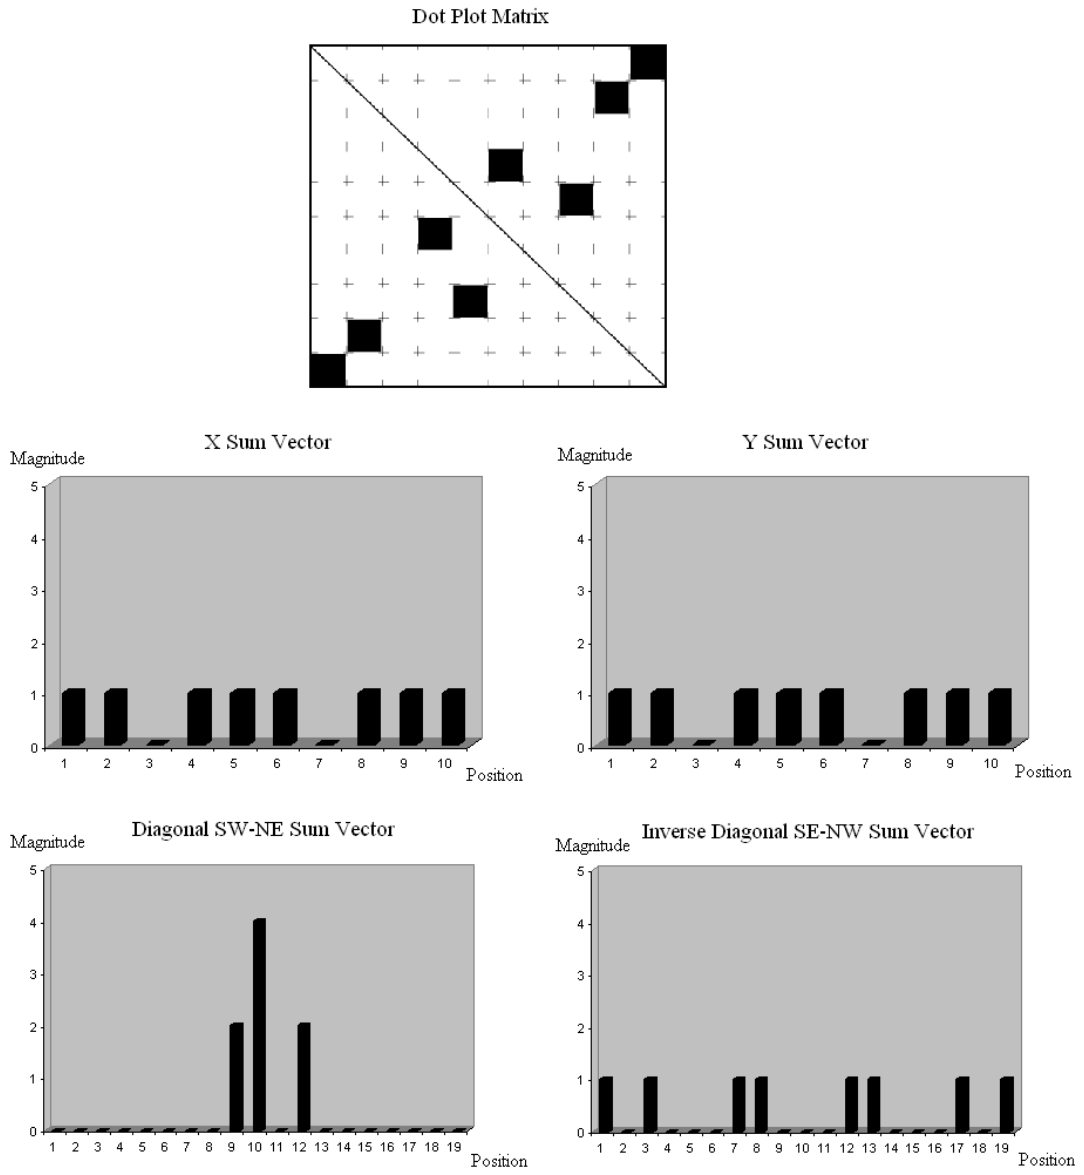 Dot Plot Matrix
X Sum Vector
Magnitude
5
4
3
2
1
0
1 2 3 4 5 6 7 8 9 10
Position
Y Sum Vector
Magnitude
5
4
3
2
1
0
1 2 3 4 5 6 7 8 9 10
Position
Diagonal SW-NE Sum Vector
Magnitude
5
4
3
2
1
0
1 2 3 4 5 6 7 8 9 10 11 12 13 14 15 16 17 18 19
Position
Inverse Diagonal SE-NW Sum Vector
Magnitude
5
4
3
2
1
0
1 2 3 4 5 6 7 8 9 10 11 12 13 14 15 16 17 18 19
Position